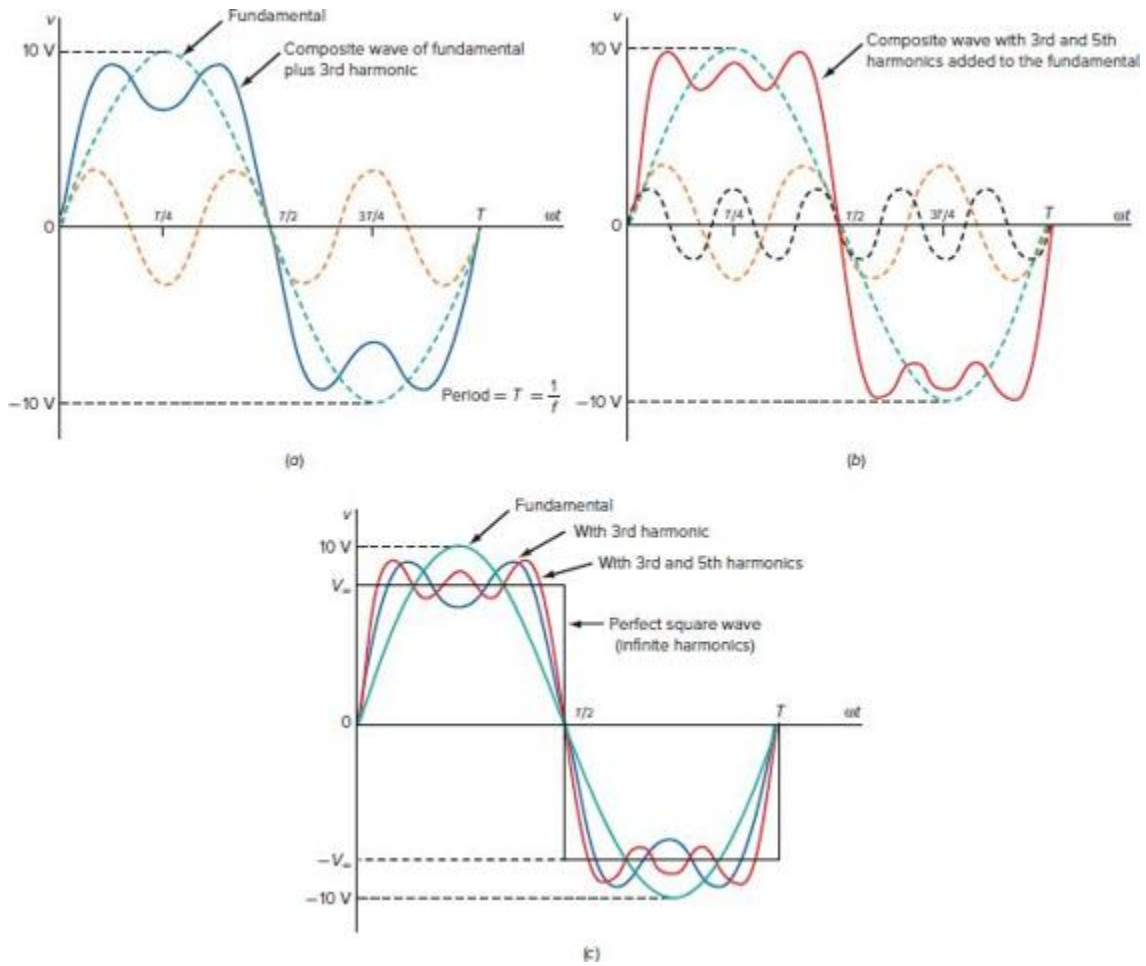 v
Fundamental
10 V
Composite wave of fundamental
plus 3rd harmonic
0
T/4
T/2
3T/4
T
ωt
−10 V
Period = T = 1/f
(a)
v
10 V
Composite wave with 3rd and 5th
harmonics added to the fundamental
0
T/4
T/2
3T/4
T
ωt
−10 V
(b)
v
Fundamental
10 V
With 3rd harmonic
With 3rd and 5th harmonics
V∞
Perfect square wave
(infinite harmonics)
0
T/2
T
ωt
−V∞
−10 V
(c)